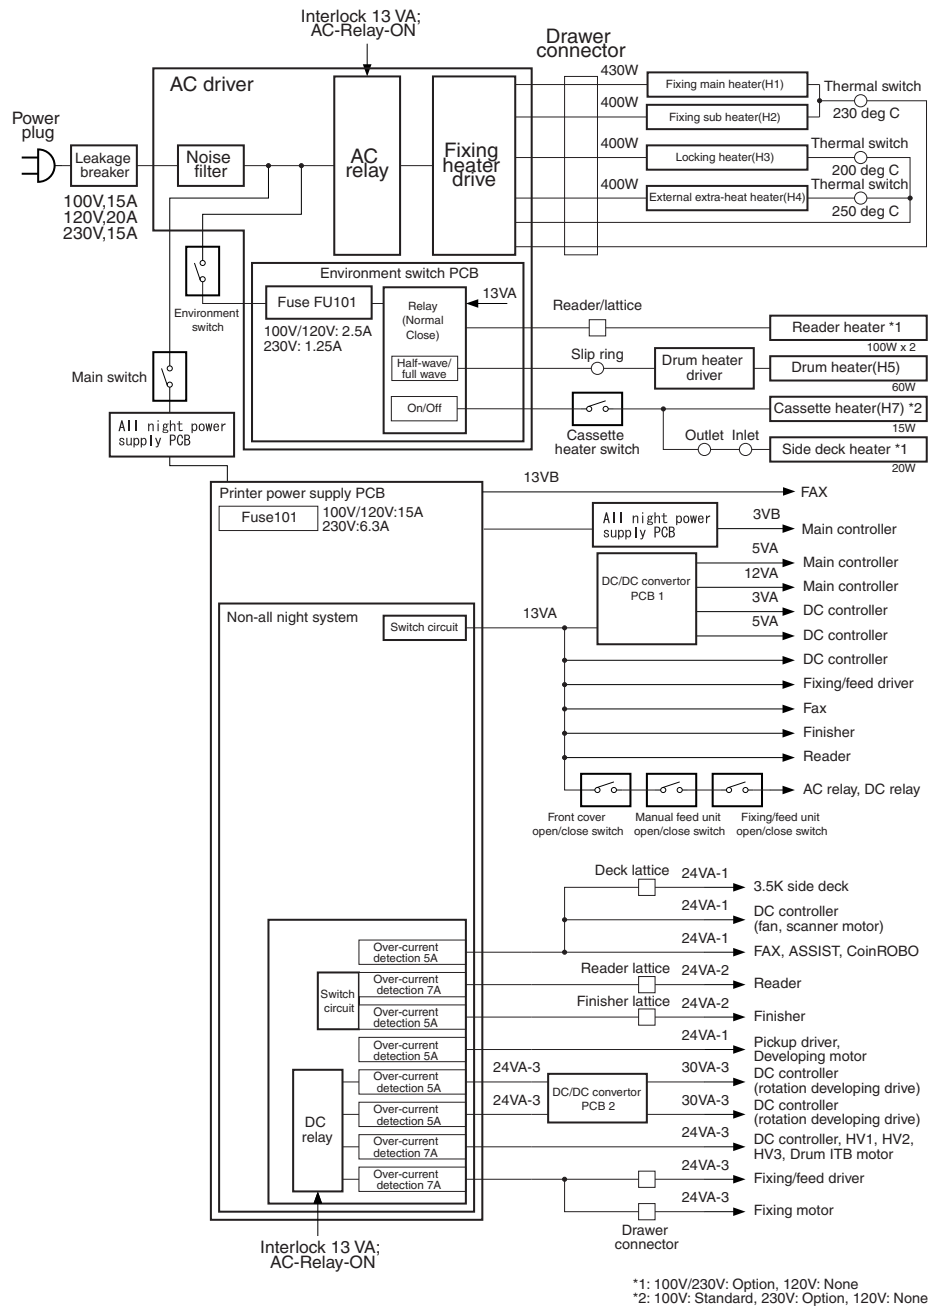 Interlock 13 VA;
AC-Relay-ON
Drawer
connector
AC driver
Power
plug
Leakage
breaker
100V,15A
120V,20A
230V,15A
Noise
filter
AC
relay
Fixing
heater
drive
430W
Fixing main heater(H1)
Thermal switch
230 deg C
400W
Fixing sub heater(H2)
400W
Locking heater(H3)
Thermal switch
200 deg C
400W
External extra-heat heater(H4)
Thermal switch
250 deg C
Environment
switch
Environment switch PCB
Fuse FU101
100V/120V: 2.5A
230V: 1.25A
Relay
(Normal
Close)
13VA
Half-wave/
full wave
On/Off
Reader/lattice
Reader heater *1
100W x 2
Slip ring
Drum heater
driver
Drum heater(H5)
60W
Cassette
heater switch
Cassette heater(H7) *2
15W
Outlet
Inlet
Side deck heater *1
20W
Main switch
All night power
supply PCB
Printer power supply PCB
Fuse101
100V/120V:15A
230V:6.3A
13VB
FAX
All night power
supply PCB
3VB
Main controller
DC/DC convertor
PCB 1
5VA
Main controller
12VA
Main controller
3VA
DC controller
5VA
DC controller
Non-all night system
Switch circuit
13VA
DC controller
Fixing/feed driver
Fax
Finisher
Reader
AC relay, DC relay
Front cover
open/close switch
Manual feed unit
open/close switch
Fixing/feed unit
open/close switch
Deck lattice
24VA-1
3.5K side deck
24VA-1
DC controller
(fan, scanner motor)
Over-current
detection 5A
24VA-1
FAX, ASSIST, CoinROBO
Switch
circuit
Over-current
detection 7A
Reader lattice
24VA-2
Reader
Over-current
detection 5A
Finisher lattice
24VA-2
Finisher
Over-current
detection 5A
24VA-1
Pickup driver,
Developing motor
DC
relay
Over-current
detection 5A
24VA-3
DC/DC convertor
PCB 2
30VA-3
DC controller
(rotation developing drive)
Over-current
detection 5A
24VA-3
30VA-3
DC controller
(rotation developing drive)
Over-current
detection 7A
24VA-3
DC controller, HV1, HV2,
HV3, Drum ITB motor
Over-current
detection 7A
24VA-3
Fixing/feed driver
24VA-3
Fixing motor
Drawer
connector
Interlock 13 VA;
AC-Relay-ON
*1: 100V/230V: Option, 120V: None
*2: 100V: Standard, 230V: Option, 120V: None